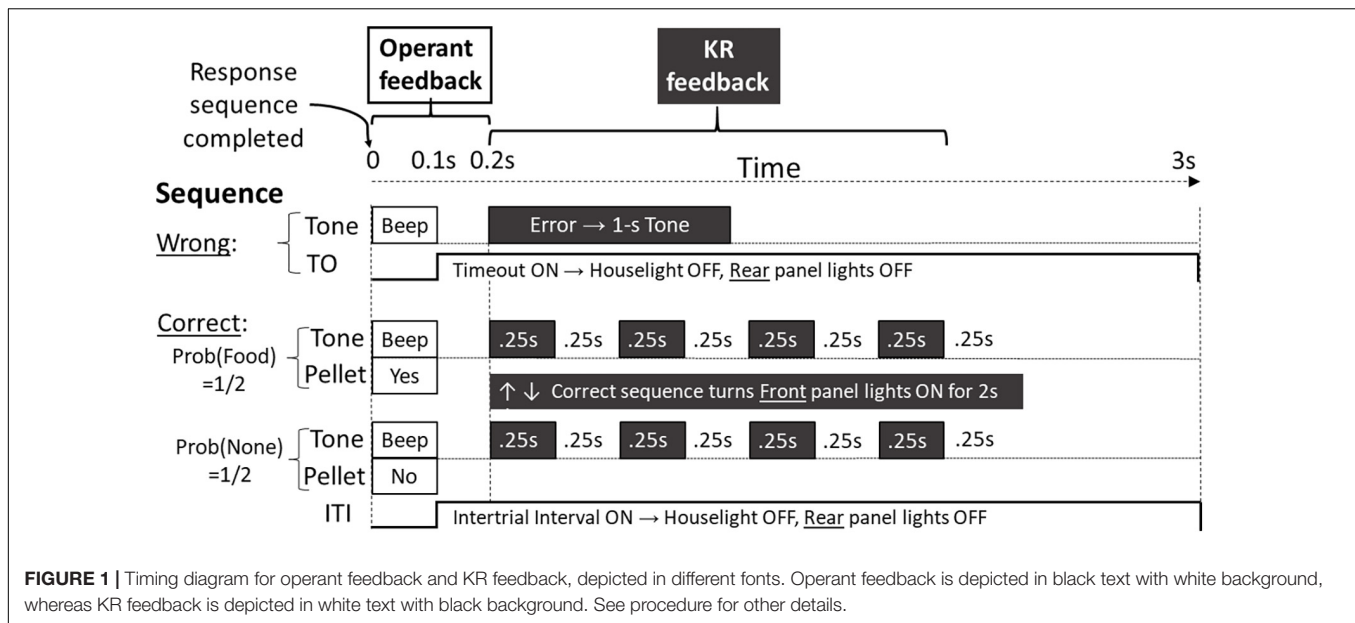 Operant
feedback
KR
feedback
Response
sequence
completed
0 0.1s 0.2s Time 3s
Sequence
Wrong:
Tone Beep Error → 1-s Tone
TO Timeout ON → Houselight OFF, Rear panel lights OFF
Correct:
Prob(Food)
=1/2
Tone Beep .25s .25s .25s .25s .25s .25s .25s .25s
Pellet Yes ↑ ↓ Correct sequence turns Front panel lights ON for 2s
Prob(None)
=1/2
Tone Beep .25s .25s .25s .25s .25s .25s .25s .25s
Pellet No
ITI Intertrial Interval ON → Houselight OFF, Rear panel lights OFF
FIGURE 1 | Timing diagram for operant feedback and KR feedback, depicted in different fonts. Operant feedback is depicted in black text with white background,
whereas KR feedback is depicted in white text with black background. See procedure for other details.